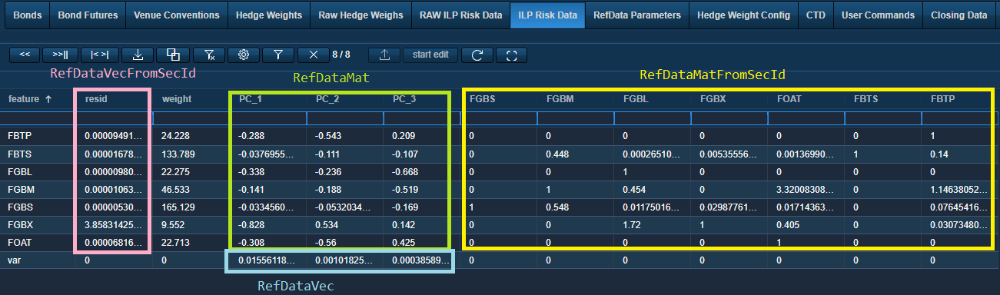 Bonds Bond Futures Venue Conventions Hedge Weights Raw Hedge Weighs RAW ILP Risk Data ILP Risk Data RefData Parameters Hedge Weight Config CTD User Commands Closing Data
<< >>|| |< >| 8 / 8 start edit
RefDataVecFromSecId RefDataMat RefDataMatFromSecId
feature ↑ resid weight PC_1 PC_2 PC_3 FGBS FGBM FGBL FGBX FOAT FBTS FBTP
FBTP 0.00009491... 24.228 -0.288 -0.543 0.209 0 0 0 0 0 0 1
FBTS 0.00001678... 133.789 -0.0376955... -0.111 -0.107 0 0.448 0.00026510... 0.00535556... 0.00136990... 1 0.14
FGBL 0.00000980... 22.275 -0.338 -0.236 -0.668 0 0 1 0 0 0 0
FGBM 0.00001063... 46.533 -0.141 -0.188 -0.519 0 1 0.454 0 3.32008308... 0 1.14638052...
FGBS 0.00000530... 165.129 -0.0334560... -0.0532034... -0.169 1 0.548 0.01175016... 0.02987761... 0.01714363... 0 0.07645416...
FGBX 3.85831425... 9.552 -0.828 0.534 0.142 0 0 1.72 1 0.405 0 0.03073480...
FOAT 0.00006816... 22.713 -0.308 -0.56 0.425 0 0 0 0 1 0 0
var 0 0 0.01556118... 0.00101825... 0.00038589... 0 0 0 0 0 0 0
RefDataVec